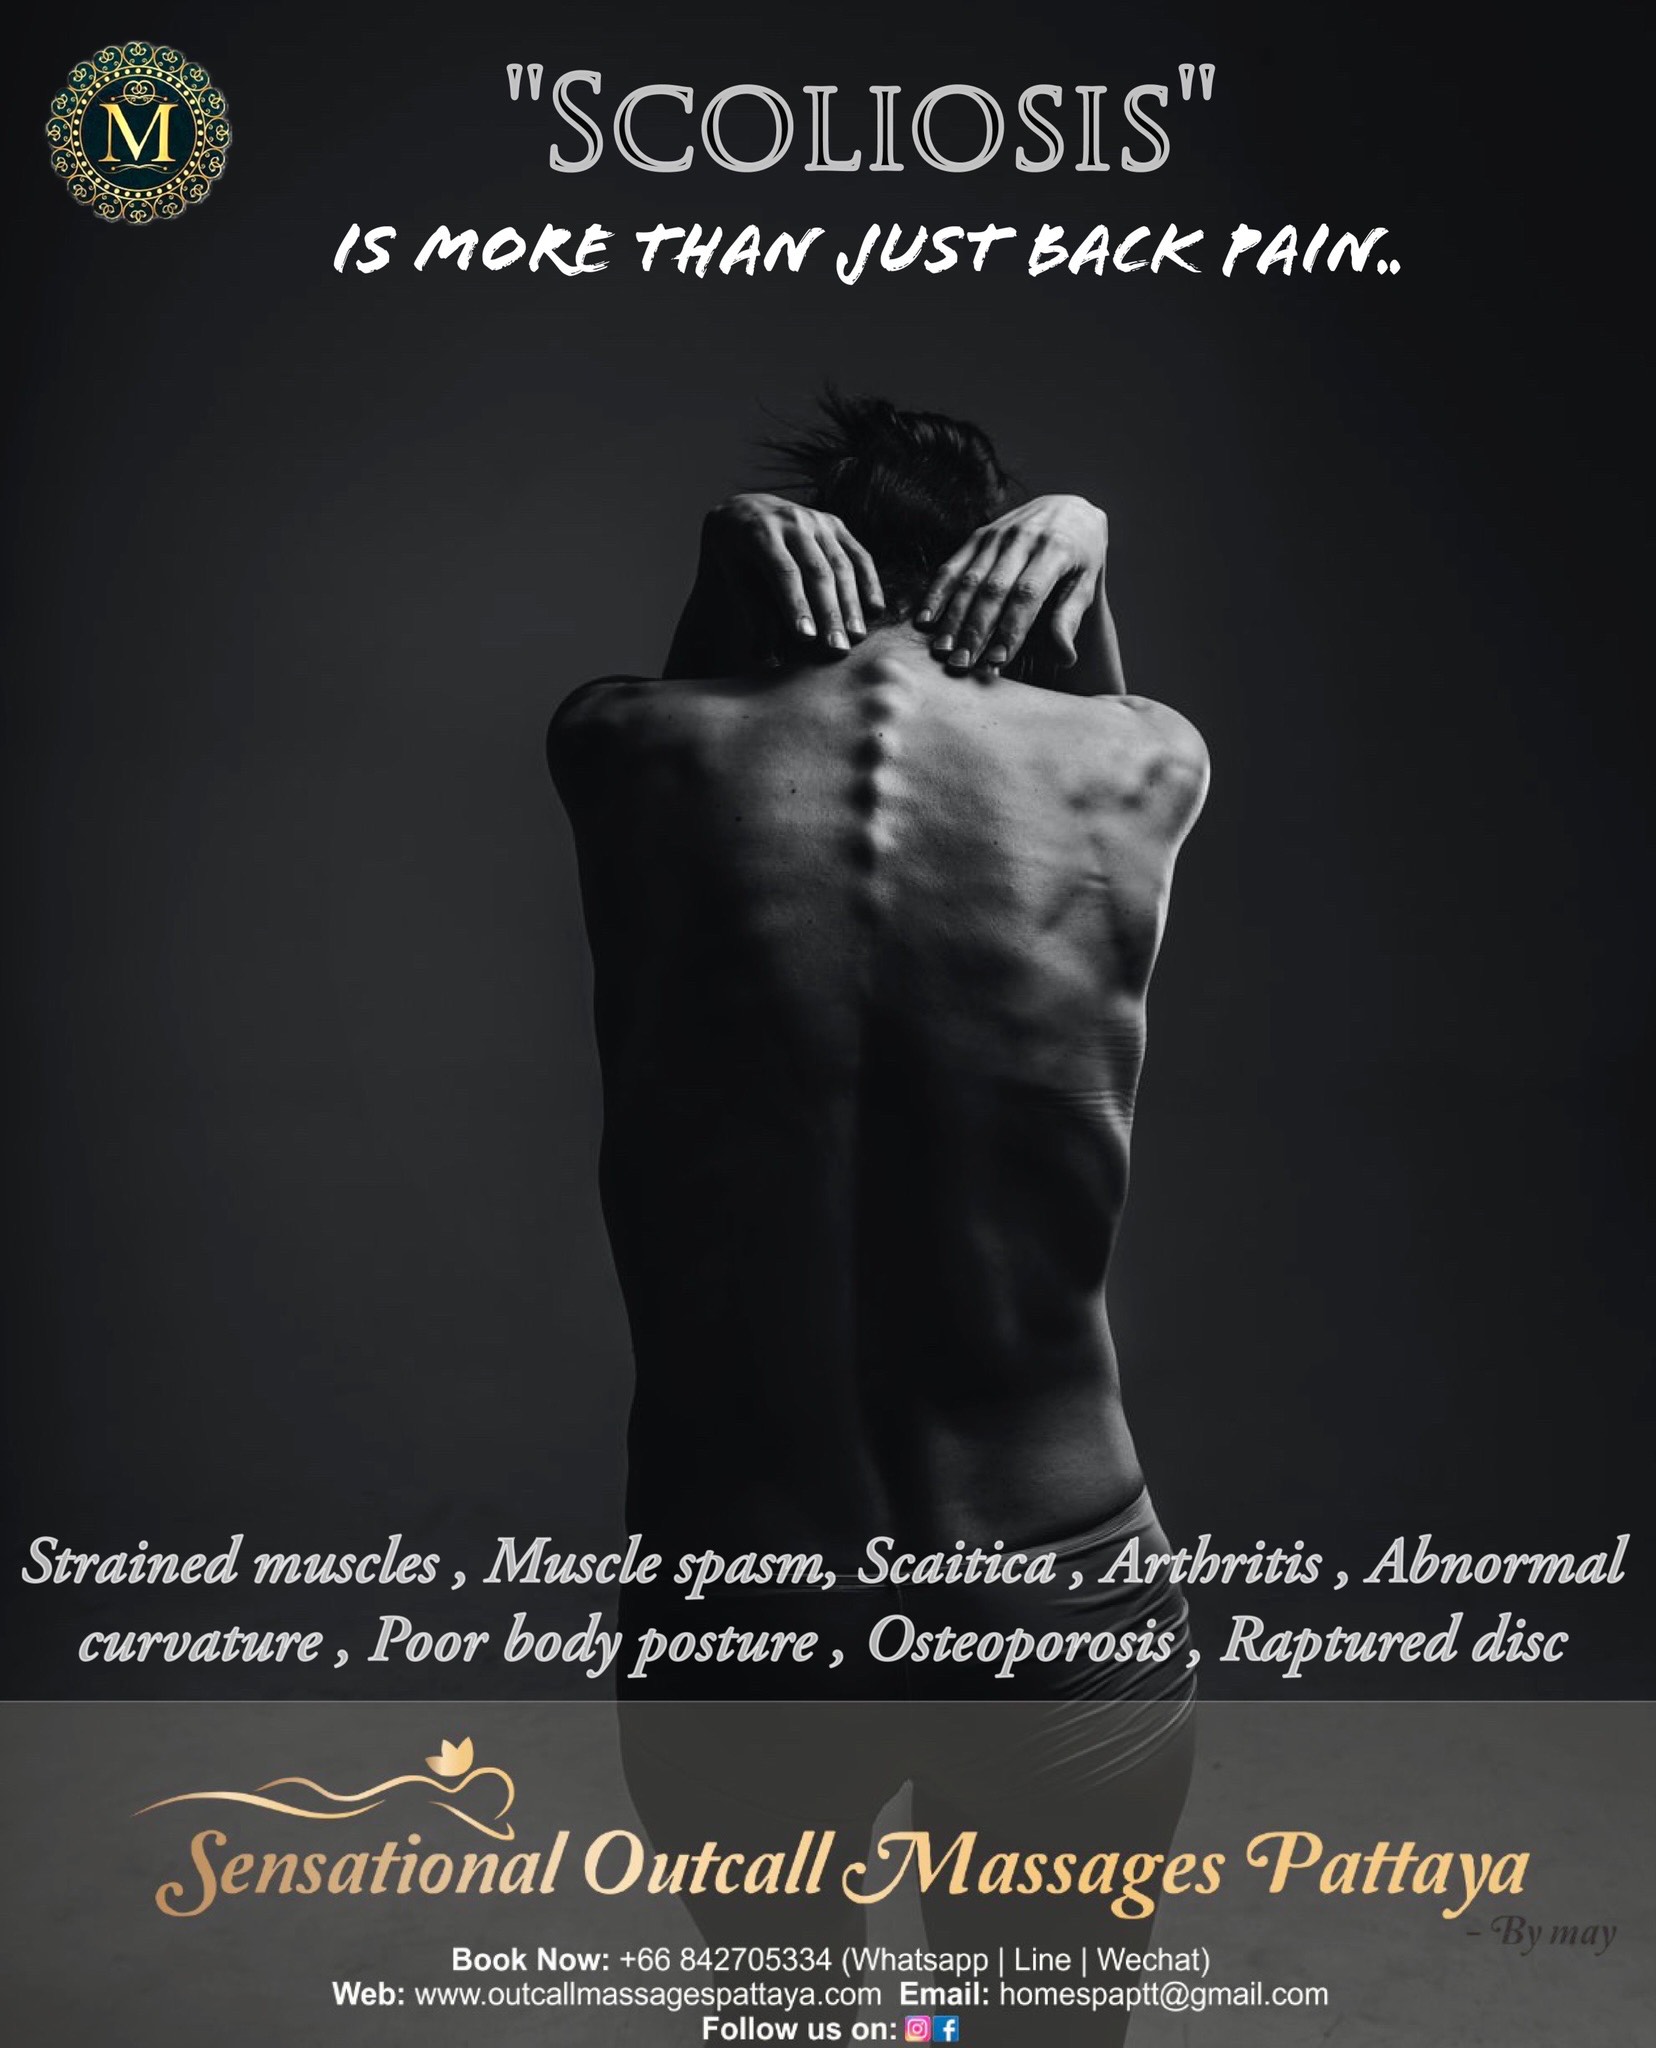 M
"SCOLIOSIS"
IS MORE THAN JUST BACK PAIN..
Strained muscles , Muscle spasm, Scaitica , Arthritis , Abnormal
curvature , Poor body posture , Osteoporosis , Raptured disc
Sensational Outcall Massages Pattaya
- By may
Book Now: +66 842705334 (Whatsapp | Line | Wechat)
Web: www.outcallmassagespattaya.com Email: homespaptt@gmail.com
Follow us on: